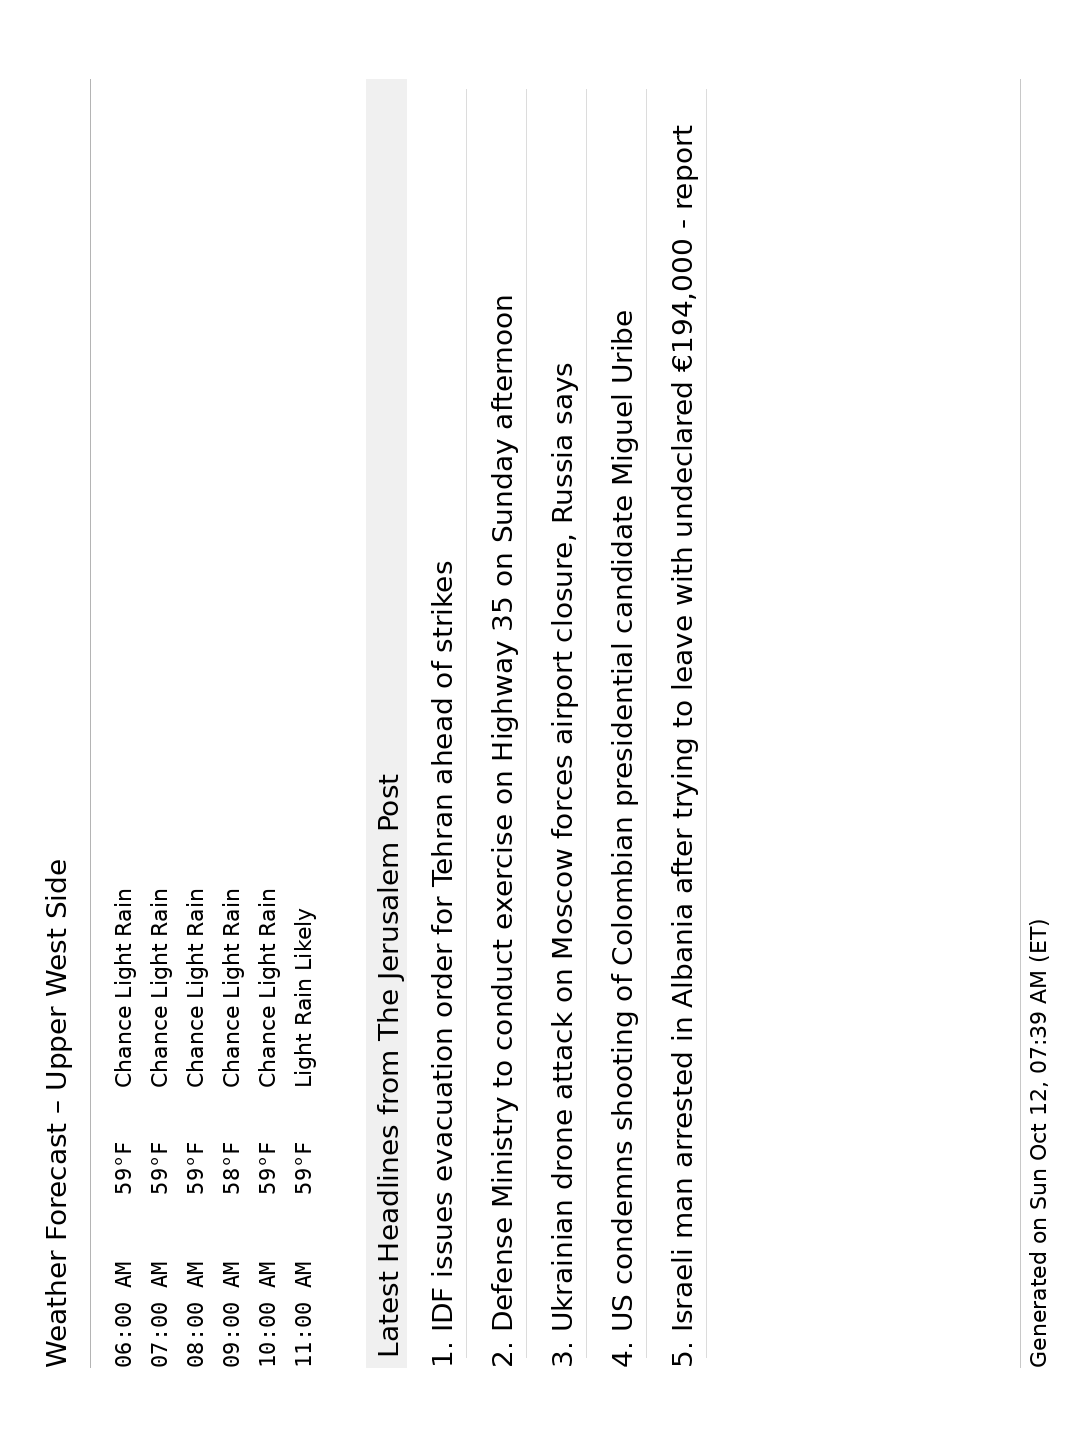 Weather Forecast – Upper West Side
06:00 AM 59°F Chance Light Rain
07:00 AM 59°F Chance Light Rain
08:00 AM 59°F Chance Light Rain
09:00 AM 58°F Chance Light Rain
10:00 AM 59°F Chance Light Rain
11:00 AM 59°F Light Rain Likely
Latest Headlines from The Jerusalem Post
1. IDF issues evacuation order for Tehran ahead of strikes
2. Defense Ministry to conduct exercise on Highway 35 on Sunday afternoon
3. Ukrainian drone attack on Moscow forces airport closure, Russia says
4. US condemns shooting of Colombian presidential candidate Miguel Uribe
5. Israeli man arrested in Albania after trying to leave with undeclared €194,000 - report
Generated on Sun Oct 12, 07:39 AM (ET)